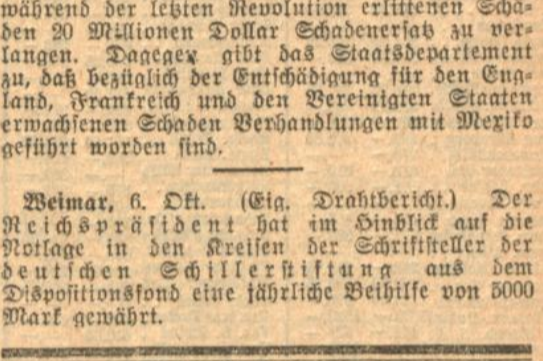 während der letzten Revolution erlittenen Scha-
den 20 Millionen Dollar Schadenersatz zu ver-
langen. Dagegen gibt das Staatsdepartement
zu, daß bezüglich der Entschädigung für den Eng-
land, Frankreich und den Vereinigten Staaten
erwachsenen Schaden Verhandlungen mit Mexiko
geführt worden sind.
Weimar, 6. Okt. (Eig. Drahtbericht.) Der
Reichspräsident hat im Hinblick auf die
Notlage in den Kreisen der Schriftsteller der
deutschen Schillerstiftung aus dem
Dispositionsfond eine jährliche Beihilfe von 5000
Mark gewährt.